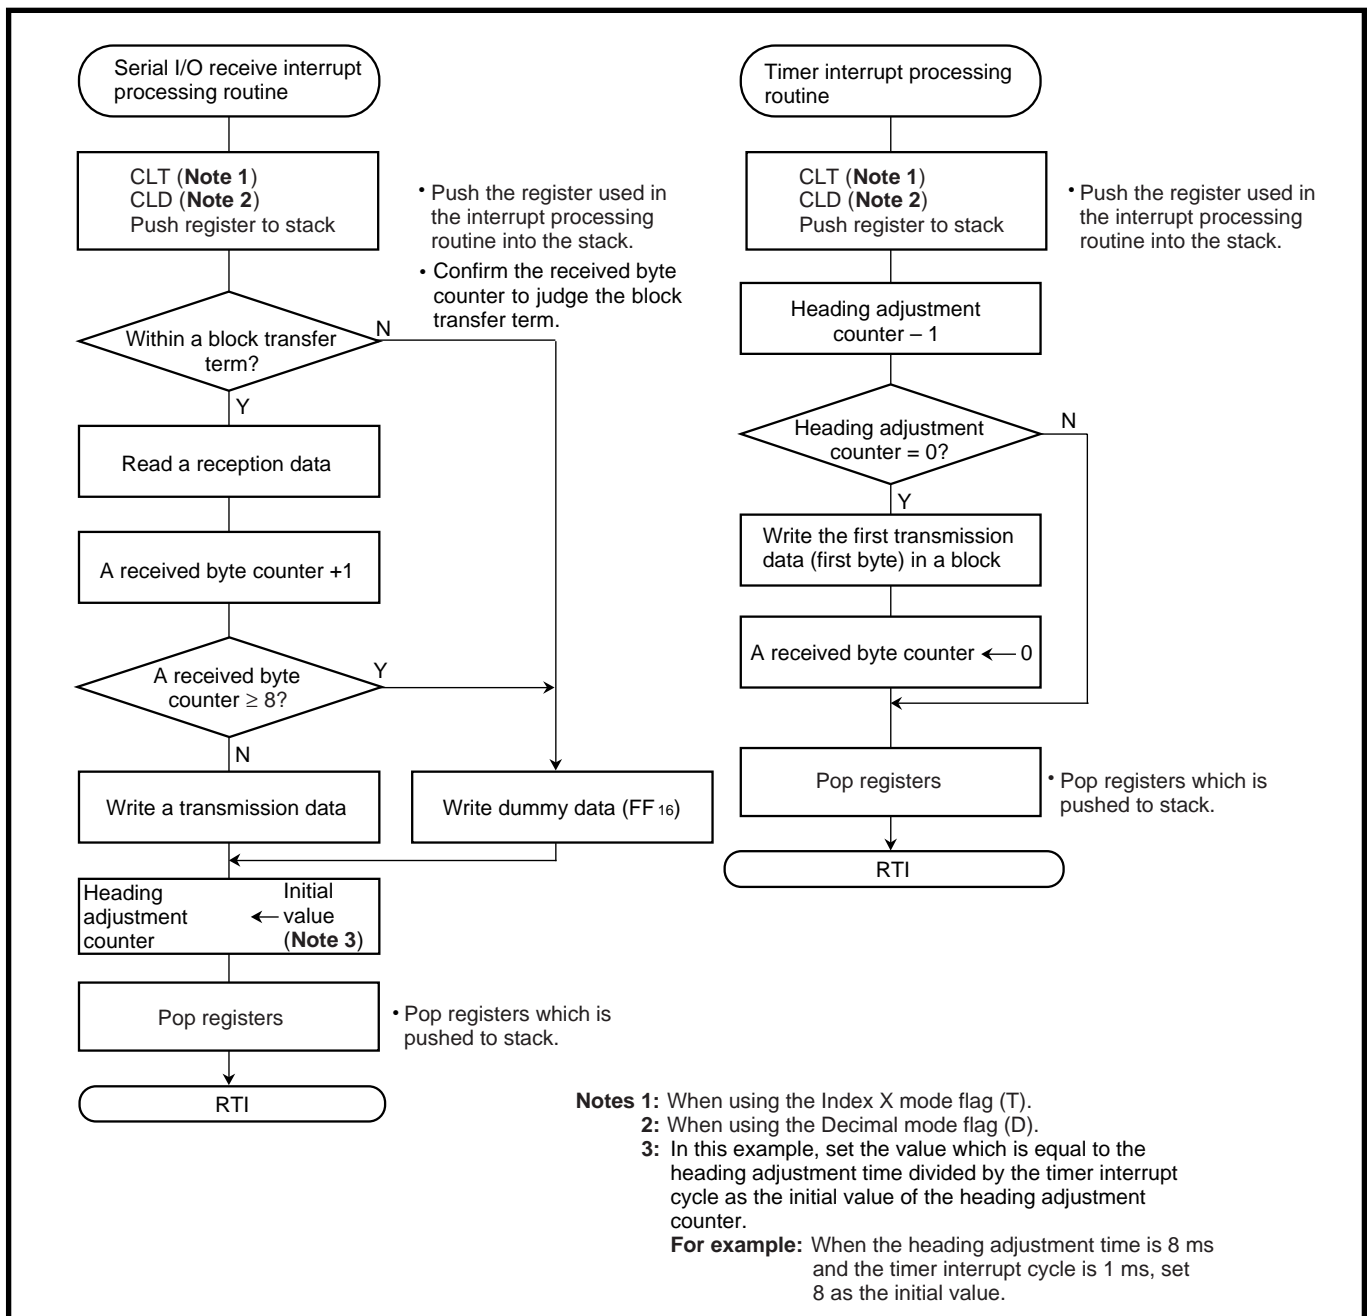 Serial I/O receive interrupt
processing routine
CLT (Note 1)
CLD (Note 2)
Push register to stack
• Push the register used in
the interrupt processing
routine into the stack.
• Confirm the received byte
counter to judge the block
transfer term.
Within a block transfer
term?
N
Y
Read a reception data
A received byte counter +1
A received byte
counter ≥ 8?
Y
N
Write a transmission data
Write dummy data (FF16)
Heading
adjustment
counter
←
Initial
value
(Note 3)
Pop registers
• Pop registers which is
pushed to stack.
RTI
Timer interrupt processing
routine
CLT (Note 1)
CLD (Note 2)
Push register to stack
• Push the register used in
the interrupt processing
routine into the stack.
Heading adjustment
counter – 1
Heading adjustment
counter = 0?
N
Y
Write the first transmission
data (first byte) in a block
A received byte counter ← 0
Pop registers
• Pop registers which is
pushed to stack.
RTI
Notes 1: When using the Index X mode flag (T).
2: When using the Decimal mode flag (D).
3: In this example, set the value which is equal to the
heading adjustment time divided by the timer interrupt
cycle as the initial value of the heading adjustment
counter.
For example: When the heading adjustment time is 8 ms
and the timer interrupt cycle is 1 ms, set
8 as the initial value.